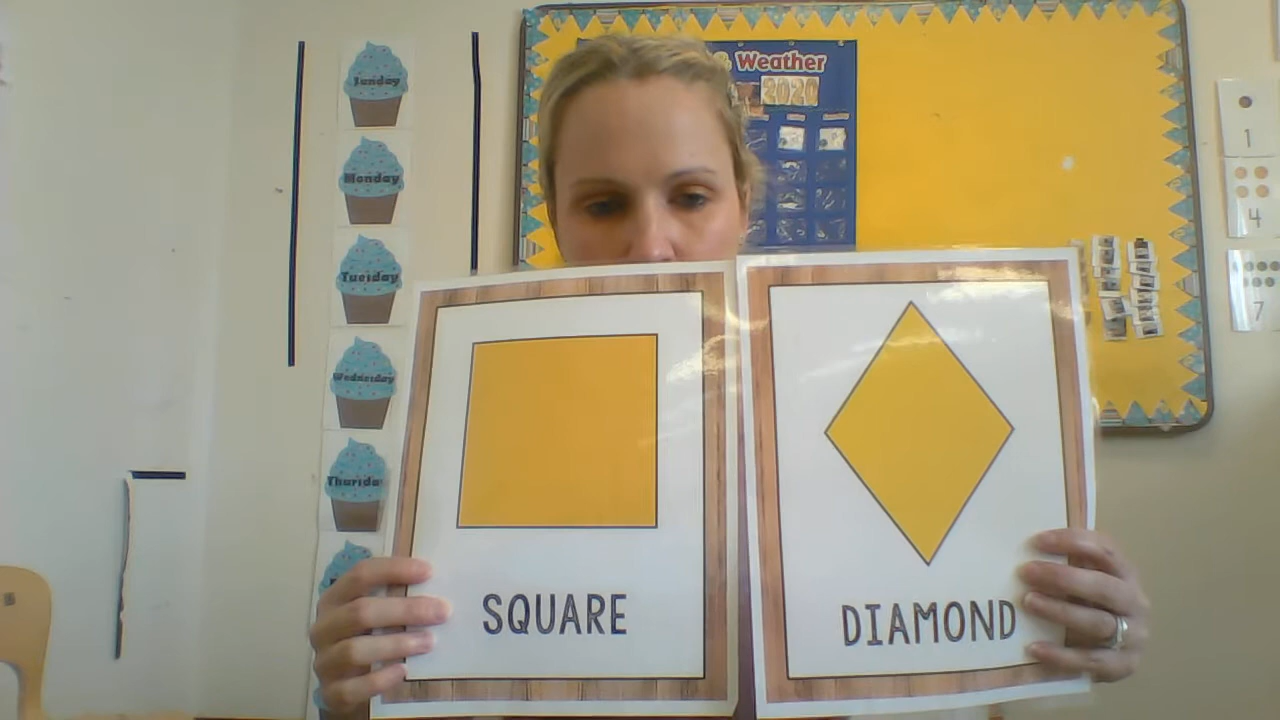 Sunday
Monday
Tuesday
Wednesday
Thursday
& Weather
2020
1
4
7
SQUARE
DIAMOND